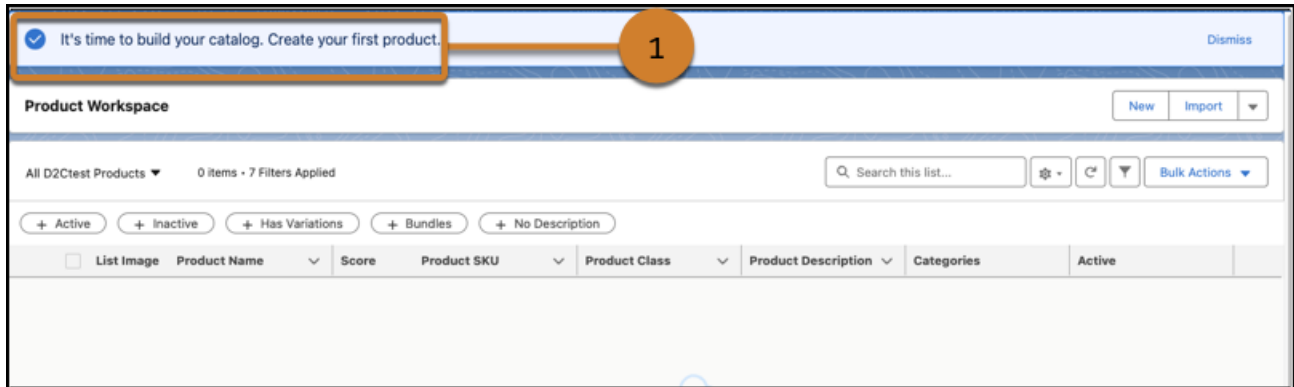 It's time to build your catalog. Create your first product.
1
Dismiss
Product Workspace
New Import
All D2Ctest Products 0 items • 7 Filters Applied Search this list... Bulk Actions
+ Active + Inactive + Has Variations + Bundles + No Description
List Image Product Name Score Product SKU Product Class Product Description Categories Active